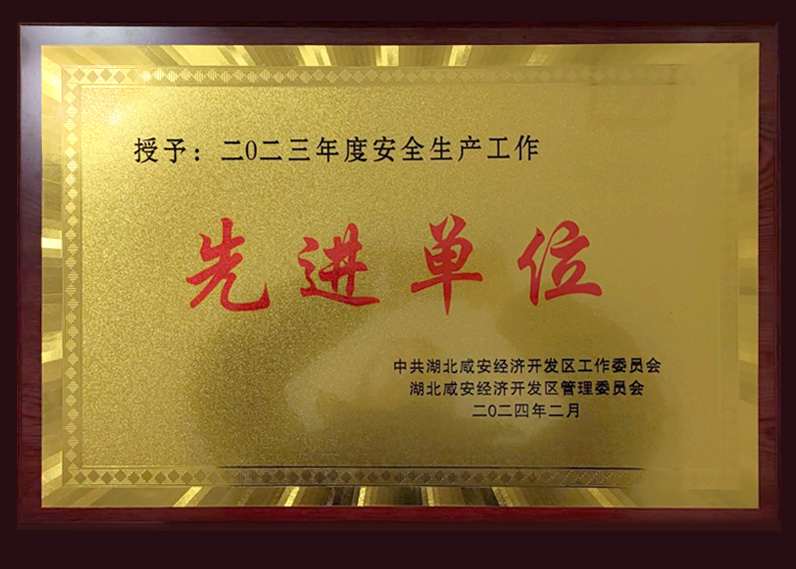 授予：二0二三年度安全生产工作
先进单位
中共湖北咸安经济开发区工作委员会
湖北咸安经济开发区管理委员会
二0二四年二月